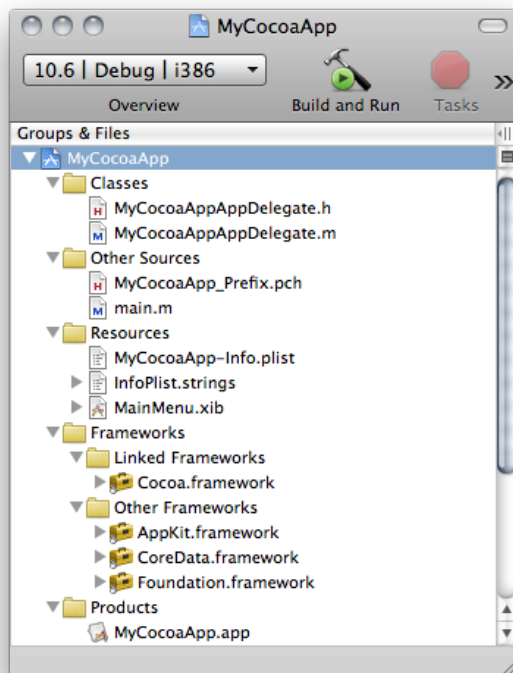 MyCocoaApp
10.6 | Debug | i386
Overview
Build and Run
Tasks
Groups & Files
MyCocoaApp
Classes
H MyCocoaAppAppDelegate.h
M MyCocoaAppAppDelegate.m
Other Sources
H MyCocoaApp_Prefix.pch
M main.m
Resources
MyCocoaApp-Info.plist
InfoPlist.strings
MainMenu.xib
Frameworks
Linked Frameworks
Cocoa.framework
Other Frameworks
AppKit.framework
CoreData.framework
Foundation.framework
Products
MyCocoaApp.app